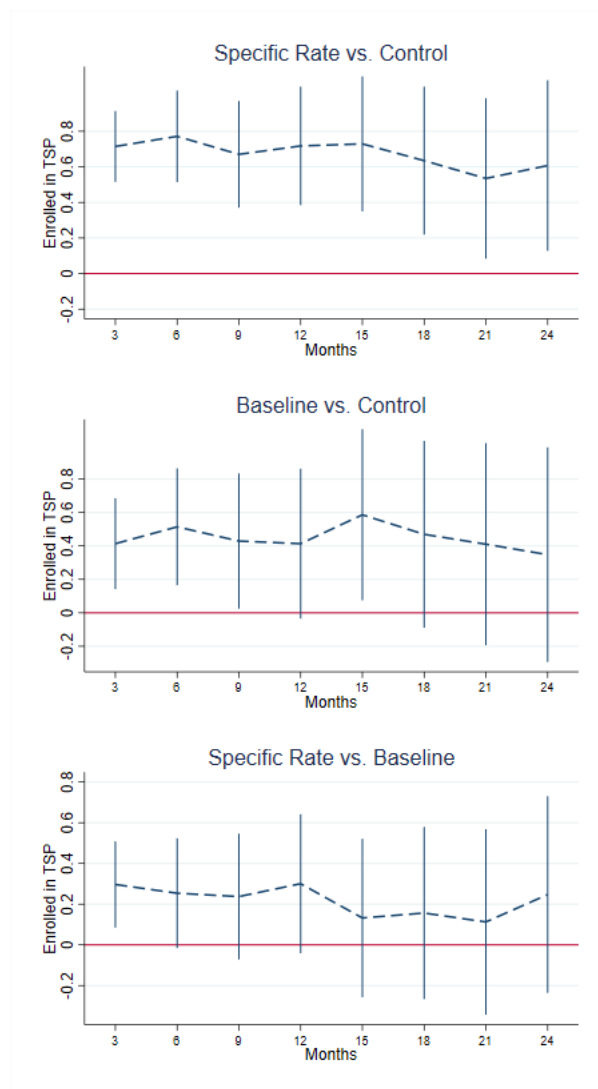 Specific Rate vs. Control
Enrolled in TSP
0.8
0.6
0.4
0.2
0
-0.2
3 6 9 12 15 18 21 24
Months
Baseline vs. Control
Enrolled in TSP
0.8
0.6
0.4
0.2
0
-0.2
3 6 9 12 15 18 21 24
Months
Specific Rate vs. Baseline
Enrolled in TSP
0.8
0.6
0.4
0.2
0
-0.2
3 6 9 12 15 18 21 24
Months